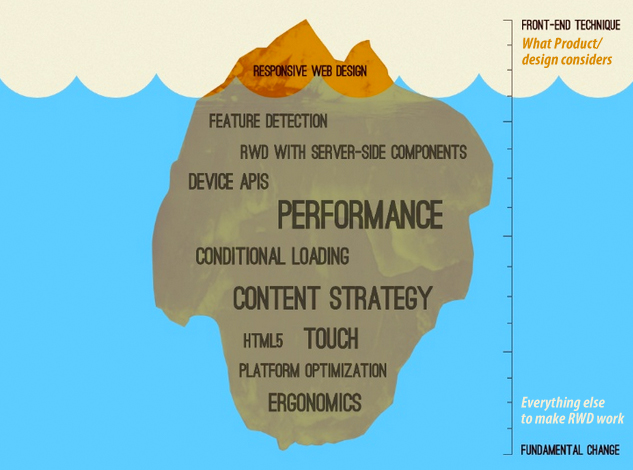 FRONT-END TECHNIQUE
What Product/
design considers
RESPONSIVE WEB DESIGN
FEATURE DETECTION
RWD WITH SERVER-SIDE COMPONENTS
DEVICE APIS
PERFORMANCE
CONDITIONAL LOADING
CONTENT STRATEGY
HTML5 TOUCH
PLATFORM OPTIMIZATION
ERGONOMICS
Everything else
to make RWD work
FUNDAMENTAL CHANGE